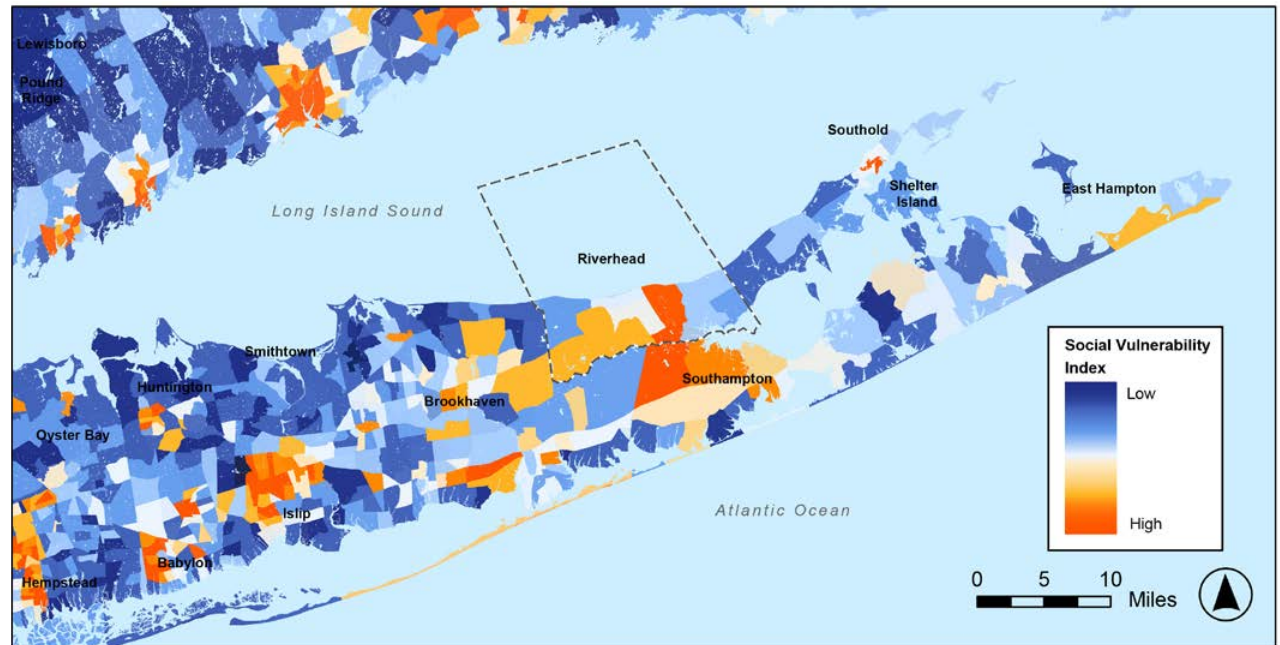 Lewisboro
Pound
Ridge
Southold
Shelter
Island
East Hampton
Long Island Sound
Riverhead
Smithtown
Huntington
Southampton
Brookhaven
Oyster Bay
Islip
Babylon
Hempstead
Atlantic Ocean
Social Vulnerability
Index
Low
High
0 5 10
Miles